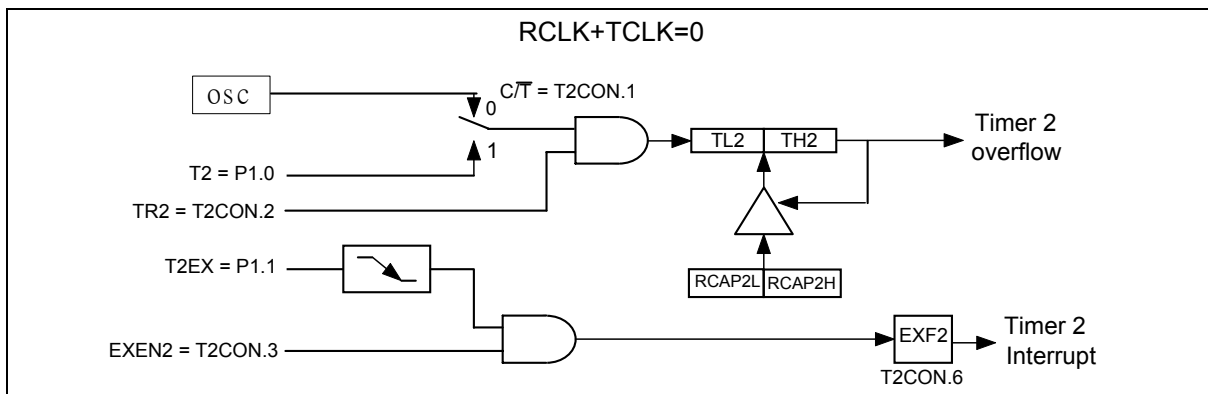 RCLK+TCLK=0
OSC
C/T̅ = T2CON.1
0
1
T2 = P1.0
TR2 = T2CON.2
TL2 TH2
Timer 2
overflow
T2EX = P1.1
RCAP2L RCAP2H
EXEN2 = T2CON.3
EXF2
T2CON.6
Timer 2
Interrupt